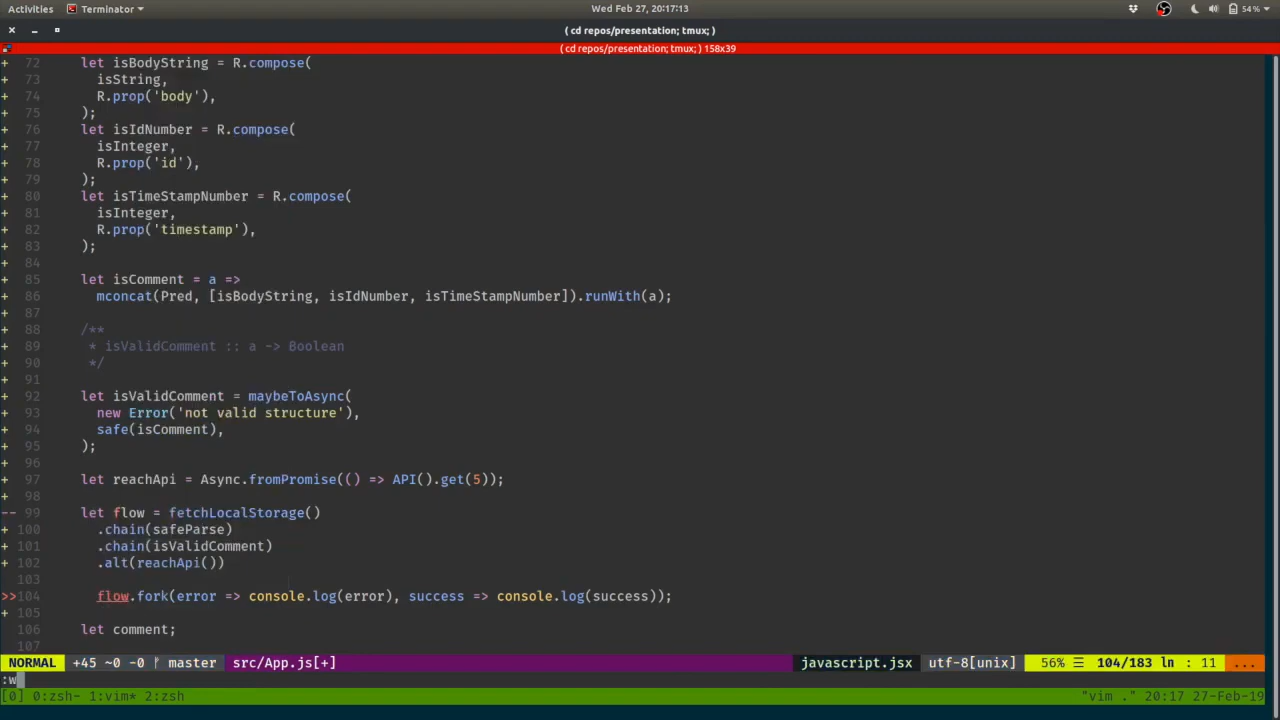 Activities Terminator Wed Feb 27, 20:17:13 54 %
( cd repos/presentation; tmux; )
( cd repos/presentation; tmux; ) 158x39
+ 72 let isBodyString = R.compose(
+ 73 isString,
+ 74 R.prop('body'),
+ 75 );
+ 76 let isIdNumber = R.compose(
+ 77 isInteger,
+ 78 R.prop('id'),
+ 79 );
+ 80 let isTimeStampNumber = R.compose(
+ 81 isInteger,
+ 82 R.prop('timestamp'),
+ 83 );
+ 84
+ 85 let isComment = a =>
+ 86 mconcat(Pred, [isBodyString, isIdNumber, isTimeStampNumber]).runWith(a);
+ 87
+ 88 /**
+ 89 * isValidComment :: a -> Boolean
+ 90 */
+ 91
+ 92 let isValidComment = maybeToAsync(
+ 93 new Error('not valid structure'),
+ 94 safe(isComment),
+ 95 );
+ 96
+ 97 let reachApi = Async.fromPromise(() => API().get(5));
+ 98
-- 99 let flow = fetchLocalStorage()
+ 100 .chain(safeParse)
+ 101 .chain(isValidComment)
+ 102 .alt(reachApi())
103
>>104 flow.fork(error => console.log(error), success => console.log(success));
+ 105
106 let comment;
107
NORMAL +45 ~0 -0 master src/App.js[+] javascript.jsx utf-8[unix] 56% ☰ 104/183 ln : 11 ...
:w
[0] 0:zsh- 1:vim* 2:zsh "vim ." 20:17 27-Feb-19